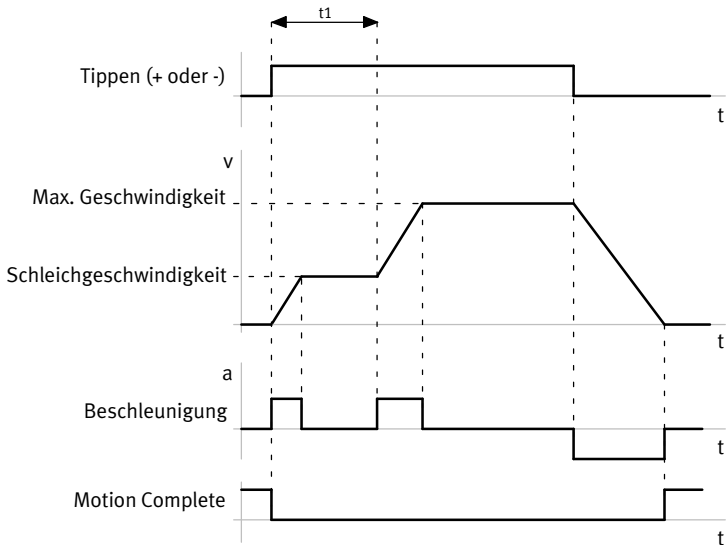 t1
Tippen (+ oder -)
t
v
Max. Geschwindigkeit
Schleichgeschwindigkeit
t
a
Beschleunigung
t
Motion Complete
t